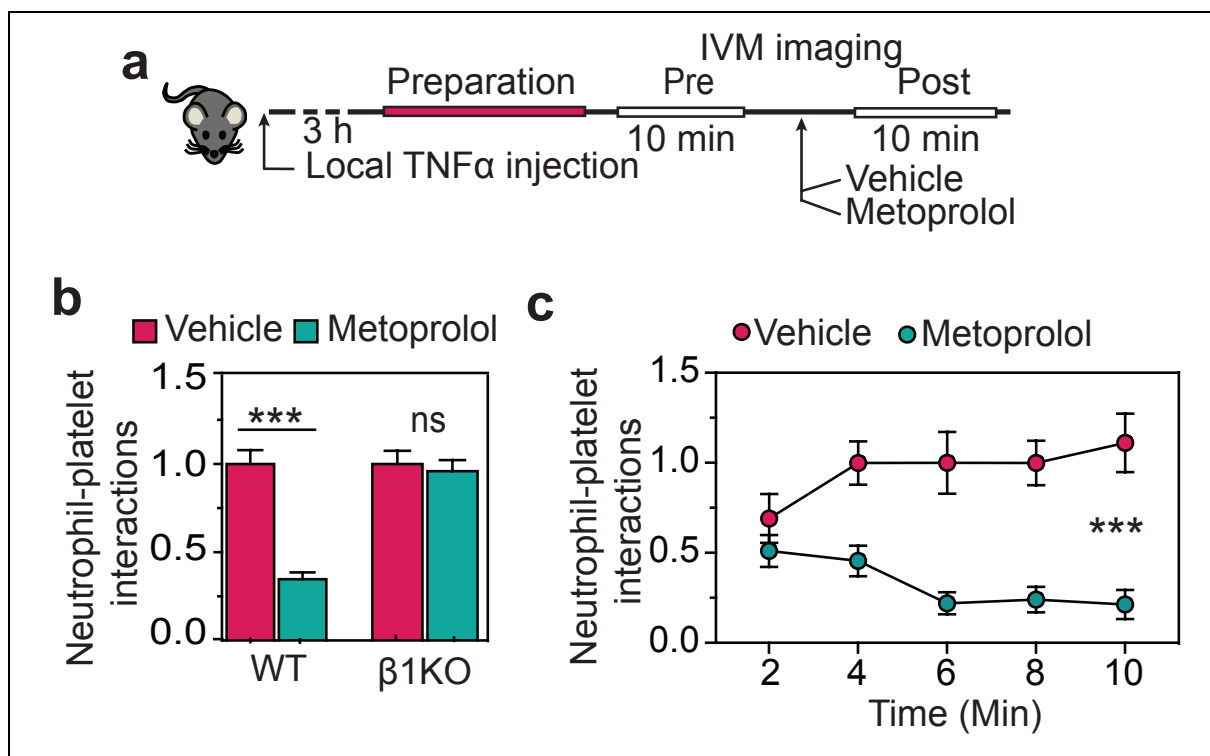 a
IVM imaging
Preparation
Pre
Post
3 h
10 min
10 min
Local TNFα injection
Vehicle
Metoprolol
b
Vehicle
Metoprolol
Neutrophil-platelet
interactions
1.5
1.0
0.5
0.0
***
ns
WT
β1KO
c
Vehicle
Metoprolol
Neutrophil-platelet
interactions
1.5
1.0
0.5
0.0
***
2
4
6
8
10
Time (Min)